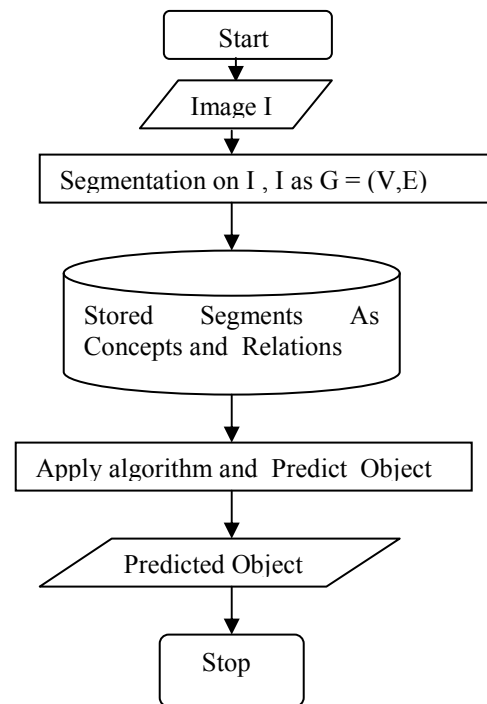 Start
Image I
Segmentation on I , I as G = (V,E)
Stored Segments As
Concepts and Relations
Apply algorithm and Predict Object
Predicted Object
Stop